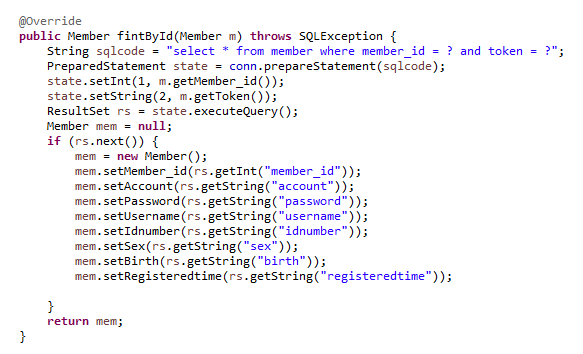 @Override
public Member fintById(Member m) throws SQLException {
    String sqlcode = "select * from member where member_id = ? and token = ?";
    PreparedStatement state = conn.prepareStatement(sqlcode);
    state.setInt(1, m.getMember_id());
    state.setString(2, m.getToken());
    ResultSet rs = state.executeQuery();
    Member mem = null;
    if (rs.next()) {
        mem = new Member();
        mem.setMember_id(rs.getInt("member_id"));
        mem.setAccount(rs.getString("account"));
        mem.setPassword(rs.getString("password"));
        mem.setUsername(rs.getString("username"));
        mem.setIdnumber(rs.getString("idnumber"));
        mem.setSex(rs.getString("sex"));
        mem.setBirth(rs.getString("birth"));
        mem.setRegisteredtime(rs.getString("registeredtime"));

    }
    return mem;
}